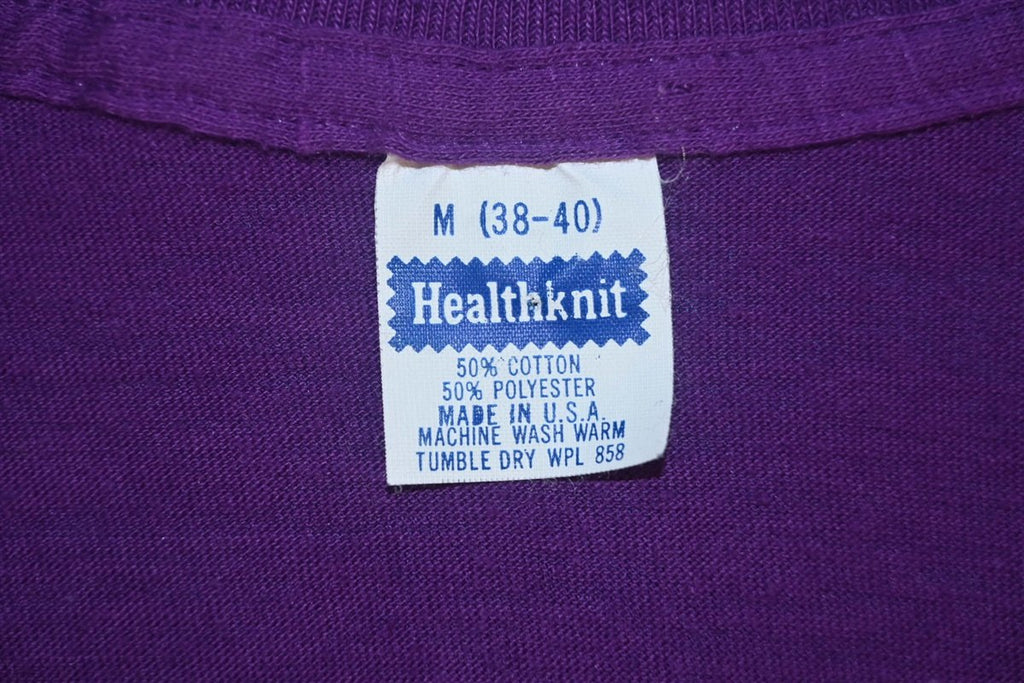 M (38-40)
Healthknit
50% COTTON
50% POLYESTER
MADE IN U.S.A.
MACHINE WASH WARM
TUMBLE DRY WPL 858